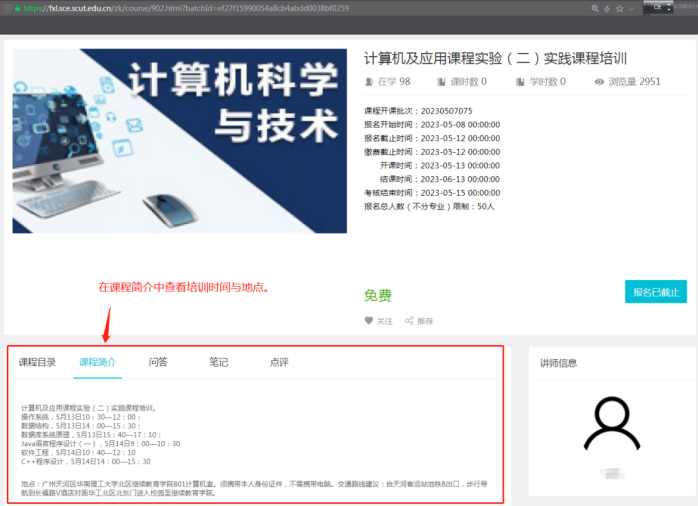 https://fxl.sce.scut.edu.cn/zk/course/902.html?batchId=ef27f15990054a8cb4abdd0038bf0259
CH
计算机科学
与技术
计算机及应用课程实验（二）实践课程培训
在学 98 课时数 0 学时数 0 浏览量 2951
课程开课批次：20230507075
报名开始时间：2023-05-08 00:00:00
报名截止时间：2023-05-12 00:00:00
缴费截止时间：2023-05-12 00:00:00
开课时间：2023-05-13 00:00:00
结课时间：2023-06-13 00:00:00
考核结束时间：2023-05-15 00:00:00
报名总人数（不分专业）限制：50人
在课程简介中查看培训时间与地点。
免费
报名已截止
关注 推荐
课程目录 课程简介 问答 笔记 点评
讲师信息
计算机及应用课程实验（二）实践课程培训。
操作系统，5月13日10：30—12：00；
数据结构，5月13日14：00—15：30；
数据库系统原理，5月13日15：40—17：10；
Java语言程序设计（一），5月14日9：00—10：30
软件工程，5月14日10：40—12：10
C++程序设计，5月14日14：00—15：30
地点：广州天河区华南理工大学北区继续教育学院801计算机室。须携带本人身份证件，不需携带电脑。交通路线建议：自天河客运站地铁B出口，步行导
航到长福路V酒店对面华工北区北东门进入校园至继续教育学院。